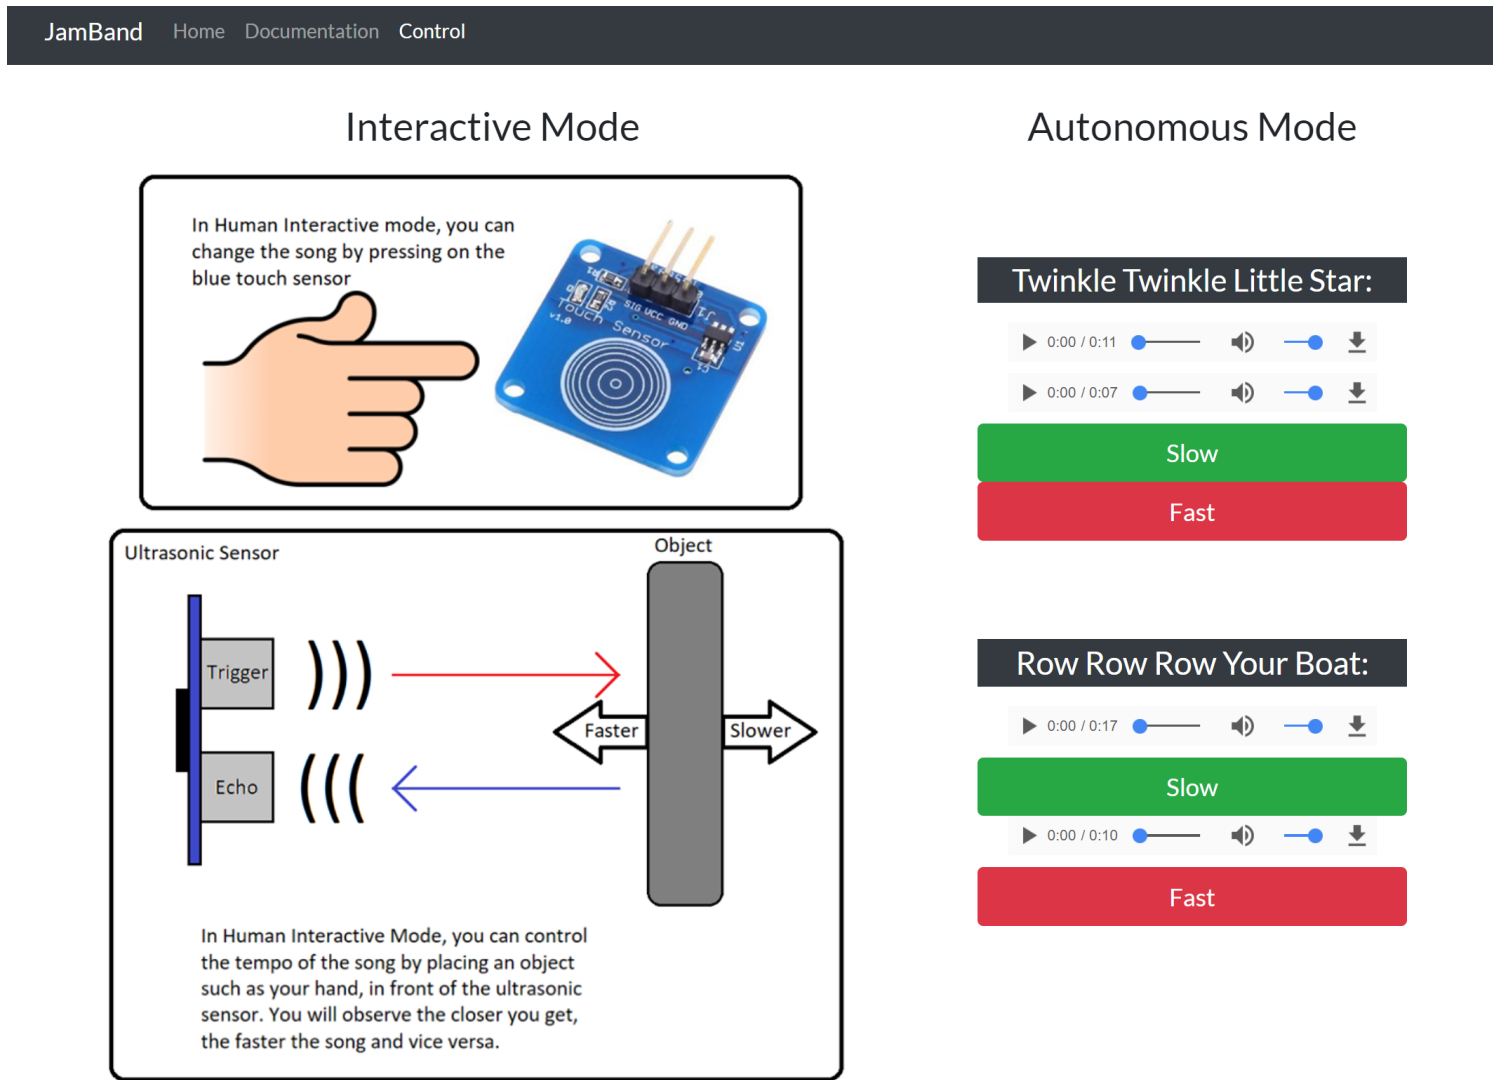 JamBand Home Documentation Control
Interactive Mode
In Human Interactive mode, you can
change the song by pressing on the
blue touch sensor
SIG VCC GND
J1
U1
Touch Sensor
v1.0
C1
Ultrasonic Sensor
Object
Trigger
Faster
Slower
Echo
In Human Interactive Mode, you can control
the tempo of the song by placing an object
such as your hand, in front of the ultrasonic
sensor. You will observe the closer you get,
the faster the song and vice versa.
Autonomous Mode
Twinkle Twinkle Little Star:
0:00 / 0:11
0:00 / 0:07
Slow
Fast
Row Row Row Your Boat:
0:00 / 0:17
Slow
0:00 / 0:10
Fast